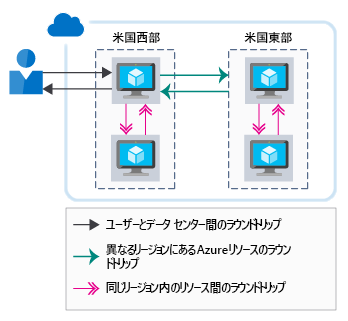 米国西部
米国東部
ユーザーとデータ センター間のラウンドトリップ
異なるリージョンにあるAzureリソースのラウン
ドトリップ
同じリージョン内のリソース間のラウンドトリップ